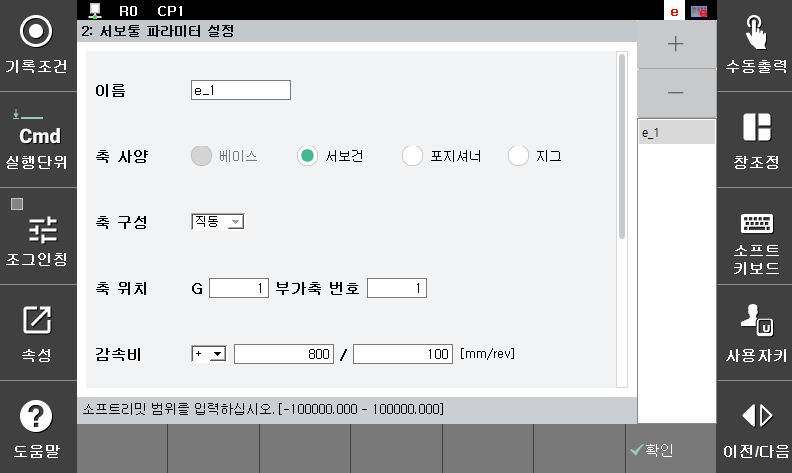 R0 CP1 e
2: 서보툴 파라미터 설정
기록조건
Cmd
실행단위
조그인칭
속성
도움말
이름 e_1
축 사양 베이스 서보건 포지셔너 지그
축 구성 직동
축 위치 G 1 부가축 번호 1
감속비 + 800 / 100 [mm/rev]
소프트리밋 범위를 입력하십시오.[-100000.000 - 100000.000]
+
—
e_1
✓확인
수동출력
창조정
소프트
키보드
U
사용자키
이전/다음